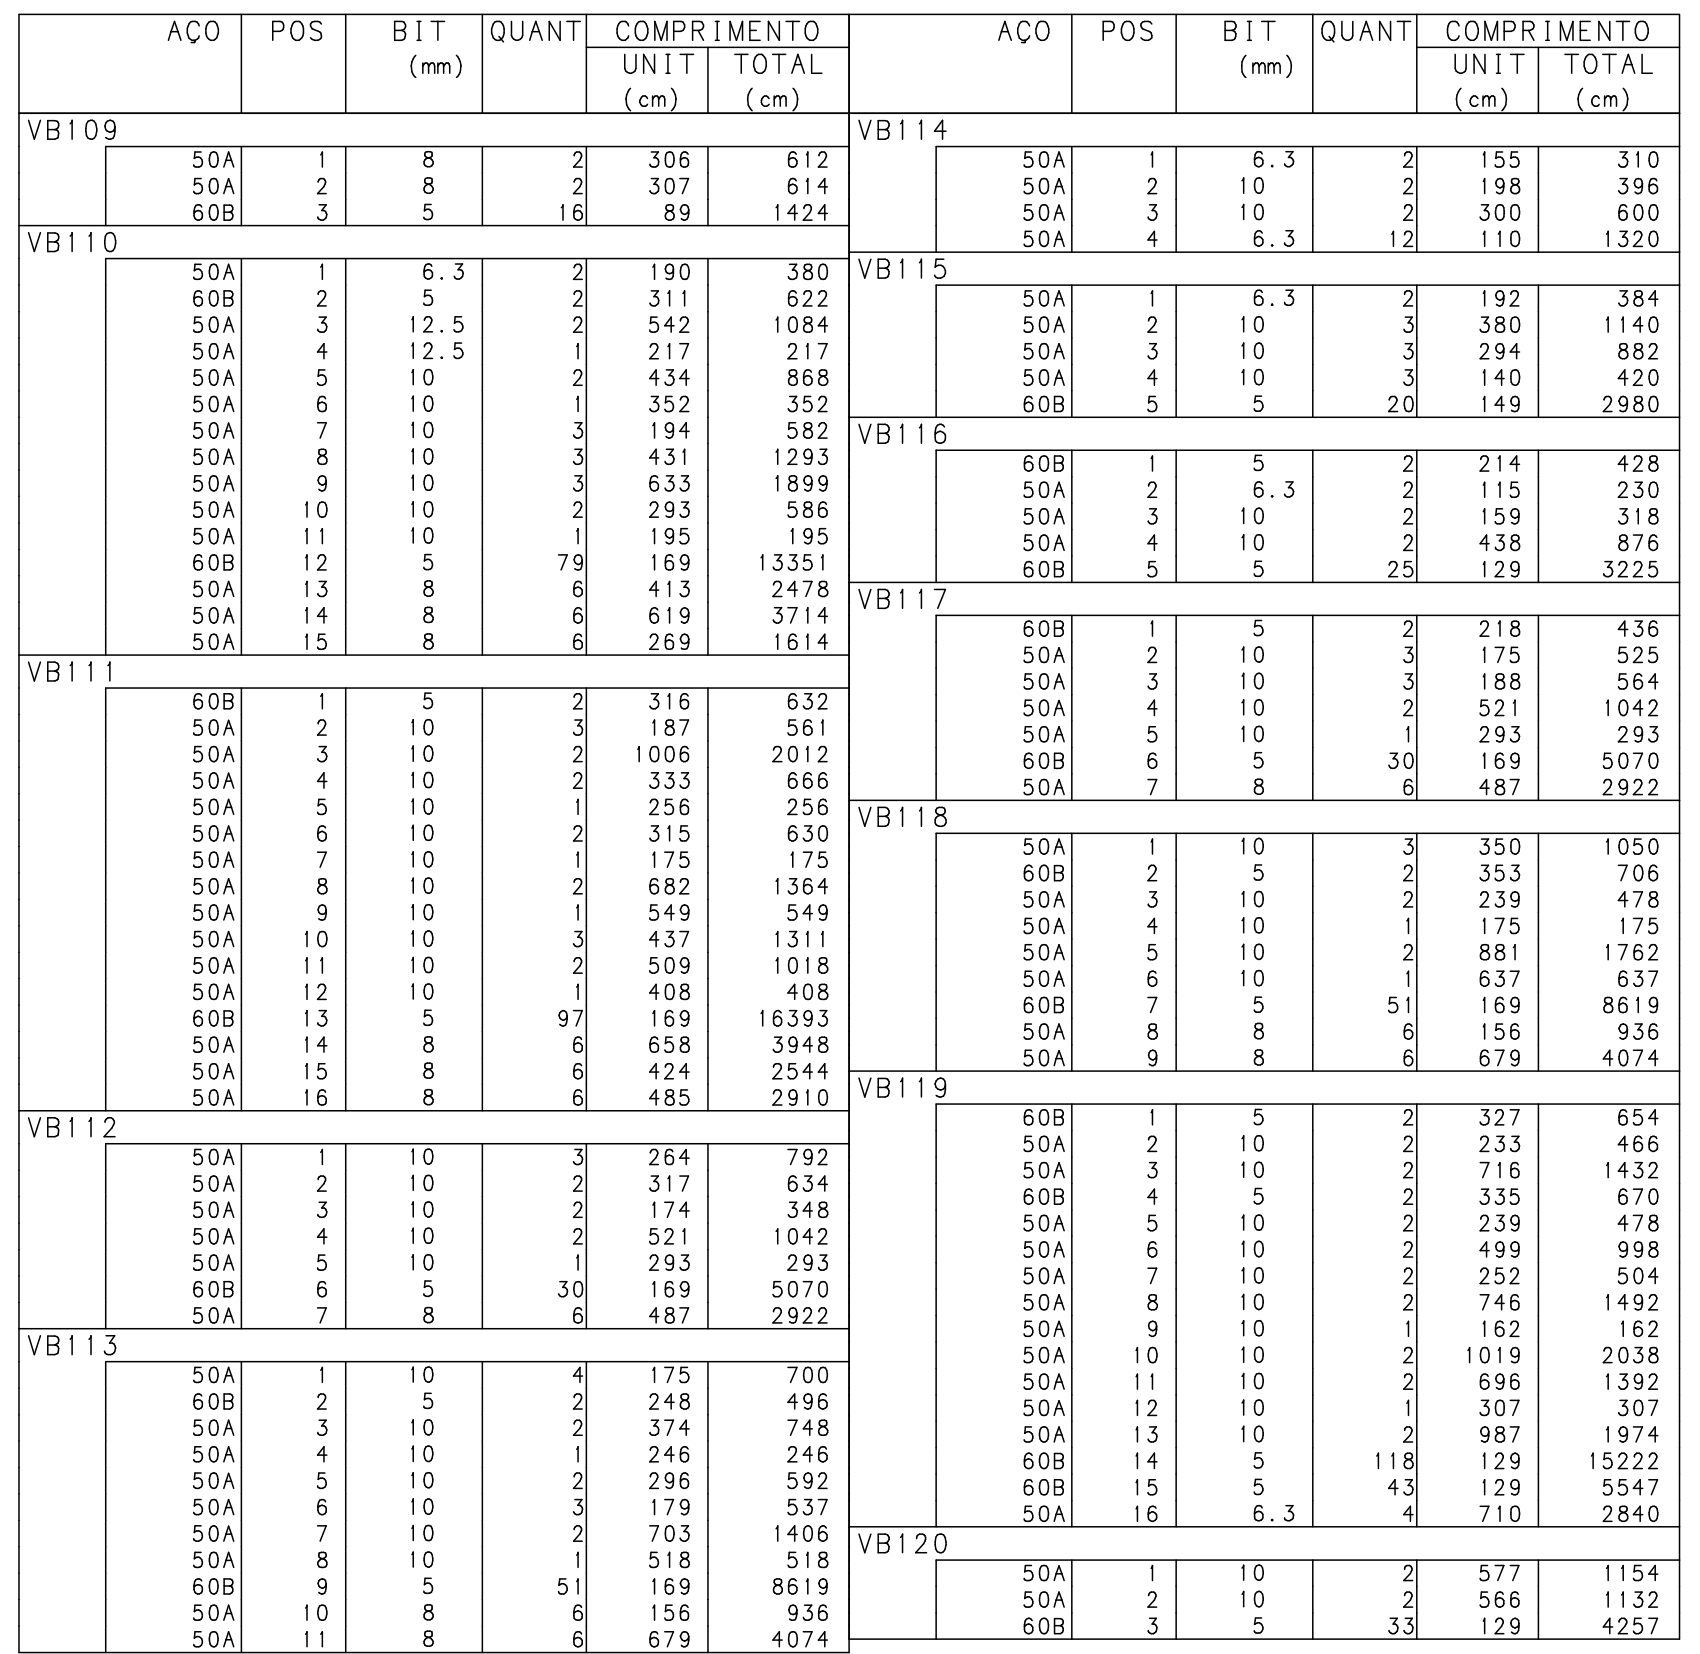 AÇO POS BIT QUANT COMPRIMENTO
(mm) UNIT TOTAL
(cm) (cm)
VB109
50A 1 8 2 306 612
50A 2 8 2 307 614
60B 3 5 16 89 1424
VB110
50A 1 6.3 2 190 380
60B 2 5 2 311 622
50A 3 12.5 2 542 1084
50A 4 12.5 1 217 217
50A 5 10 2 434 868
50A 6 10 1 352 352
50A 7 10 3 194 582
50A 8 10 3 431 1293
50A 9 10 3 633 1899
50A 10 10 2 293 586
50A 11 10 1 195 195
60B 12 5 79 169 13351
50A 13 8 6 413 2478
50A 14 8 6 619 3714
50A 15 8 6 269 1614
VB111
60B 1 5 2 316 632
50A 2 10 3 187 561
50A 3 10 2 1006 2012
50A 4 10 2 333 666
50A 5 10 1 256 256
50A 6 10 2 315 630
50A 7 10 1 175 175
50A 8 10 2 682 1364
50A 9 10 1 549 549
50A 10 10 3 437 1311
50A 11 10 2 509 1018
50A 12 10 1 408 408
60B 13 5 97 169 16393
50A 14 8 6 658 3948
50A 15 8 6 424 2544
50A 16 8 6 485 2910
VB112
50A 1 10 3 264 792
50A 2 10 2 317 634
50A 3 10 2 174 348
50A 4 10 2 521 1042
50A 5 10 1 293 293
60B 6 5 30 169 5070
50A 7 8 6 487 2922
VB113
50A 1 10 4 175 700
60B 2 5 2 248 496
50A 3 10 2 374 748
50A 4 10 1 246 246
50A 5 10 2 296 592
50A 6 10 3 179 537
50A 7 10 2 703 1406
50A 8 10 1 518 518
60B 9 5 51 169 8619
50A 10 8 6 156 936
50A 11 8 6 679 4074
AÇO POS BIT QUANT COMPRIMENTO
(mm) UNIT TOTAL
(cm) (cm)
VB114
50A 1 6.3 2 155 310
50A 2 10 2 198 396
50A 3 10 2 300 600
50A 4 6.3 12 110 1320
VB115
50A 1 6.3 2 192 384
50A 2 10 3 380 1140
50A 3 10 3 294 882
50A 4 10 3 140 420
60B 5 5 20 149 2980
VB116
60B 1 5 2 214 428
50A 2 6.3 2 115 230
50A 3 10 2 159 318
50A 4 10 2 438 876
60B 5 5 25 129 3225
VB117
60B 1 5 2 218 436
50A 2 10 3 175 525
50A 3 10 3 188 564
50A 4 10 2 521 1042
50A 5 10 1 293 293
60B 6 5 30 169 5070
50A 7 8 6 487 2922
VB118
50A 1 10 3 350 1050
60B 2 5 2 353 706
50A 3 10 2 239 478
50A 4 10 1 175 175
50A 5 10 2 881 1762
50A 6 10 1 637 637
60B 7 5 51 169 8619
50A 8 8 6 156 936
50A 9 8 6 679 4074
VB119
60B 1 5 2 327 654
50A 2 10 2 233 466
50A 3 10 2 716 1432
60B 4 5 2 335 670
50A 5 10 2 239 478
50A 6 10 2 499 998
50A 7 10 2 252 504
50A 8 10 2 746 1492
50A 9 10 1 162 162
50A 10 10 2 1019 2038
50A 11 10 2 696 1392
50A 12 10 1 307 307
50A 13 10 2 987 1974
60B 14 5 118 129 15222
60B 15 5 43 129 5547
50A 16 6.3 4 710 2840
VB120
50A 1 10 2 577 1154
50A 2 10 2 566 1132
60B 3 5 33 129 4257